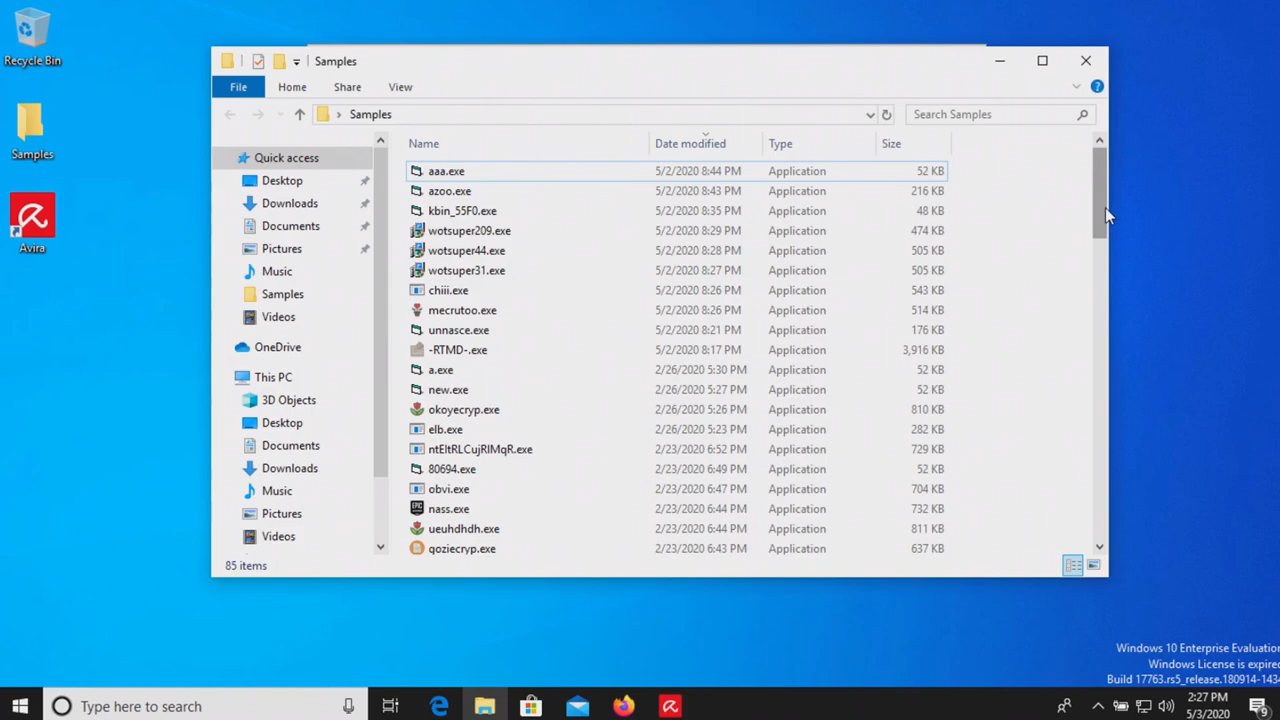 Recycle Bin
Samples
Avira
Samples
File Home Share View
Samples
Search Samples
Name Date modified Type Size
Quick access
Desktop
Downloads
Documents
Pictures
Music
Samples
Videos
OneDrive
This PC
3D Objects
Desktop
Documents
Downloads
Music
Pictures
Videos
aaa.exe 5/2/2020 8:44 PM Application 52 KB
azoo.exe 5/2/2020 8:43 PM Application 216 KB
kbin_55F0.exe 5/2/2020 8:35 PM Application 48 KB
wotsuper209.exe 5/2/2020 8:29 PM Application 474 KB
wotsuper44.exe 5/2/2020 8:28 PM Application 505 KB
wotsuper31.exe 5/2/2020 8:27 PM Application 505 KB
chiii.exe 5/2/2020 8:26 PM Application 543 KB
mecrutoo.exe 5/2/2020 8:26 PM Application 514 KB
unnasce.exe 5/2/2020 8:21 PM Application 176 KB
-RTMD-.exe 5/2/2020 8:17 PM Application 3,916 KB
a.exe 2/26/2020 5:30 PM Application 52 KB
new.exe 2/26/2020 5:27 PM Application 52 KB
okoyecryp.exe 2/26/2020 5:26 PM Application 810 KB
elb.exe 2/26/2020 5:23 PM Application 282 KB
ntEltRLCujRlMqR.exe 2/23/2020 6:52 PM Application 729 KB
80694.exe 2/23/2020 6:49 PM Application 52 KB
obvi.exe 2/23/2020 6:47 PM Application 704 KB
nass.exe 2/23/2020 6:44 PM Application 732 KB
ueuhdhdh.exe 2/23/2020 6:44 PM Application 811 KB
qoziecryp.exe 2/23/2020 6:43 PM Application 637 KB
85 items
Windows 10 Enterprise Evaluation
Windows License is expired
Build 17763.rs5_release.180914-1434
Type here to search
2:27 PM
5/3/2020
9